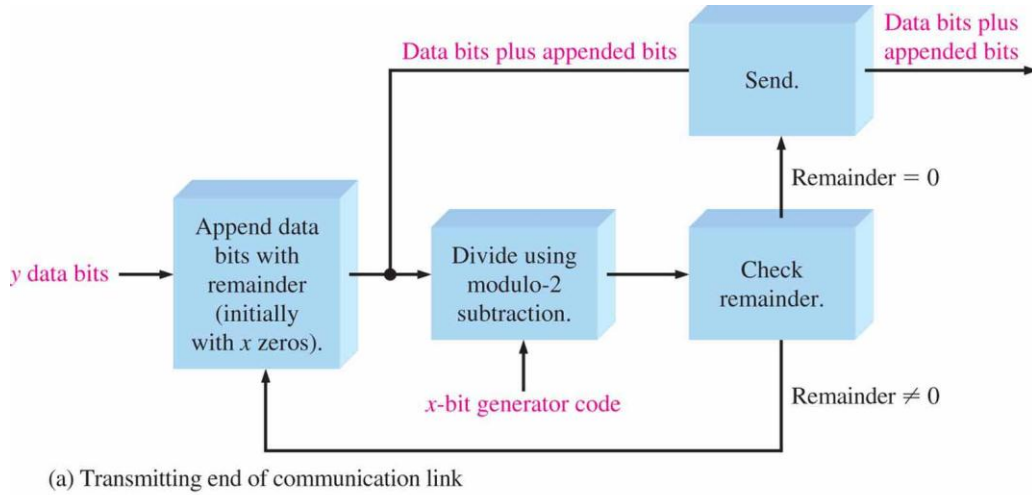 Data bits plus appended bits
Send.
Data bits plus
appended bits
Remainder = 0
y data bits
Append data
bits with
remainder
(initially
with x zeros).
Divide using
modulo-2
subtraction.
Check
remainder.
x-bit generator code
Remainder ≠ 0
(a) Transmitting end of communication link